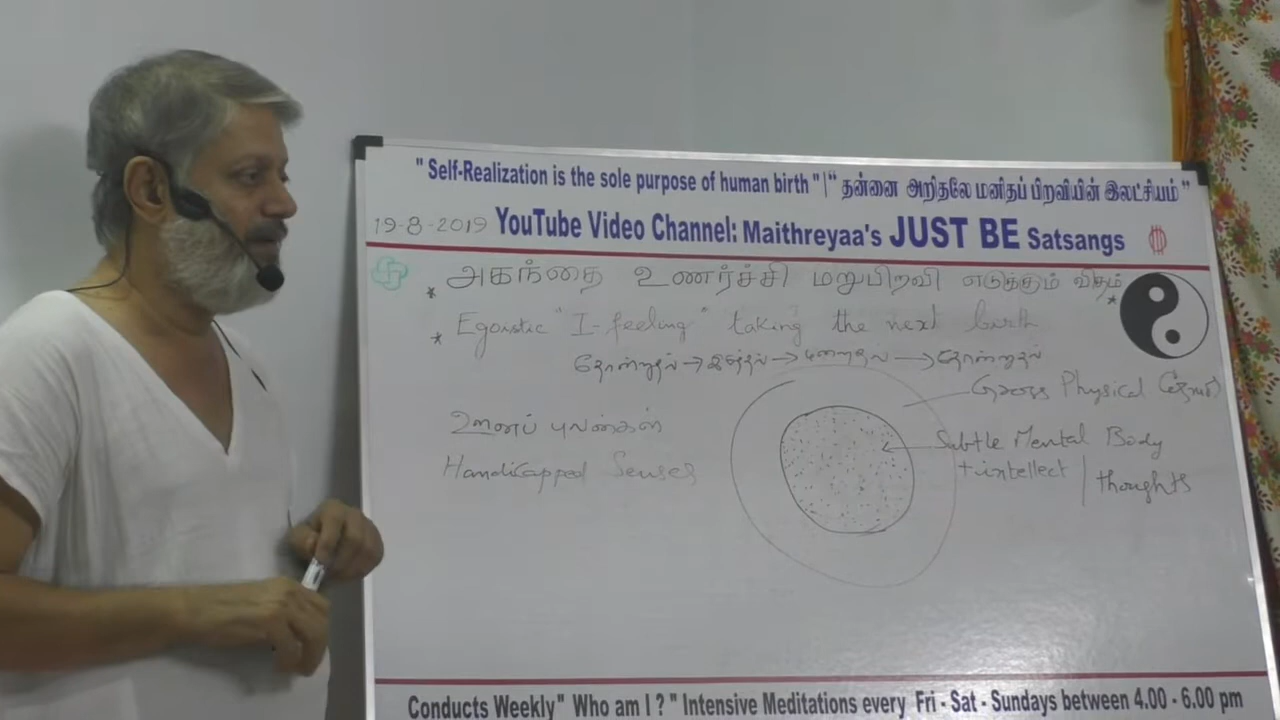 " Self-Realization is the sole purpose of human birth " | " தன்னை அறிதலே மனிதப் பிறவியின் இலட்சியம் "
19-8-2019 YouTube Video Channel: Maithreyaa's JUST BE Satsangs
* அகந்தை உணர்ச்சி மறுபிறவி எடுக்கும் விதம் *
* Egoistic "I-feeling" taking the next birth
தோன்றுதல் → இருத்தல் → மறைதல் → தோன்றுதல்
Gross Physical
ஊனப் புலன்கள்
Subtle Mental Body
Handicapped Senses
+ intellect / thoughts
Conducts Weekly " Who am I ? " Intensive Meditations every Fri - Sat - Sundays between 4.00 - 6.00 pm